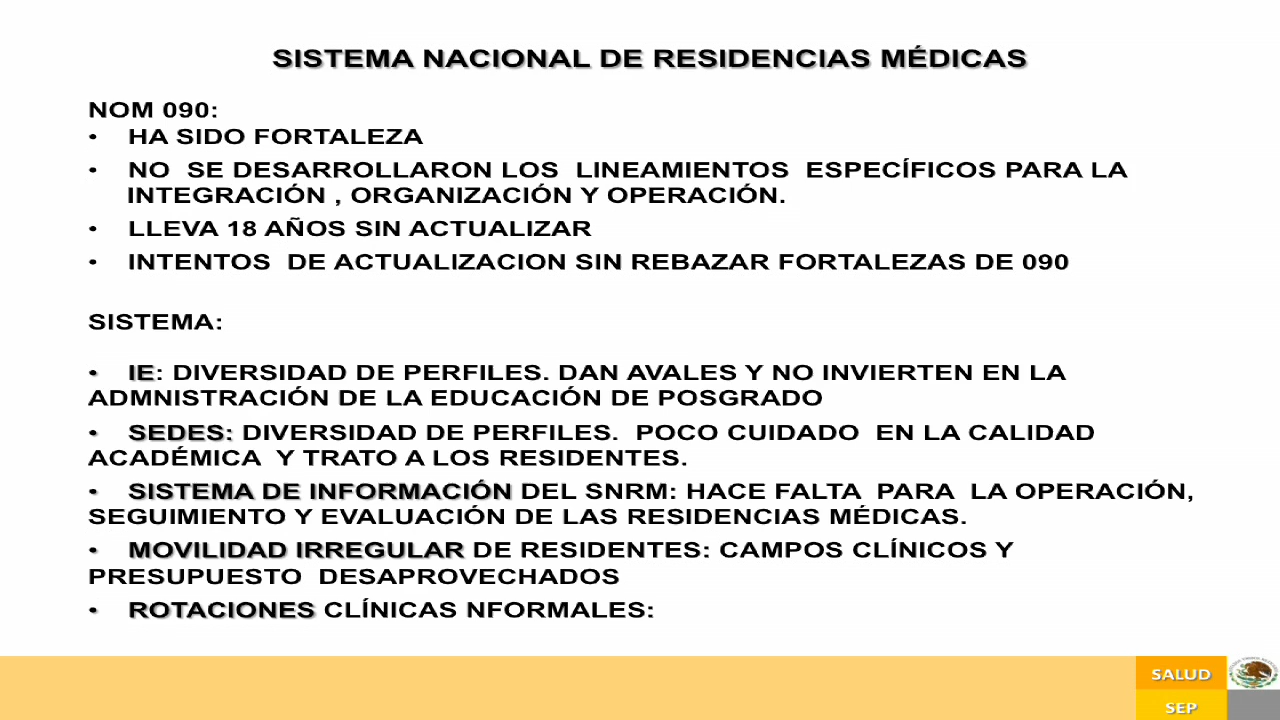 SISTEMA NACIONAL DE RESIDENCIAS MÉDICAS
NOM 090:
• HA SIDO FORTALEZA
• NO SE DESARROLLARON LOS LINEAMIENTOS ESPECÍFICOS PARA LA
INTEGRACIÓN , ORGANIZACIÓN Y OPERACIÓN.
• LLEVA 18 AÑOS SIN ACTUALIZAR
• INTENTOS DE ACTUALIZACION SIN REBAZAR FORTALEZAS DE 090
SISTEMA:
• IE: DIVERSIDAD DE PERFILES. DAN AVALES Y NO INVIERTEN EN LA
ADMNISTRACIÓN DE LA EDUCACIÓN DE POSGRADO
• SEDES: DIVERSIDAD DE PERFILES. POCO CUIDADO EN LA CALIDAD
ACADÉMICA Y TRATO A LOS RESIDENTES.
• SISTEMA DE INFORMACIÓN DEL SNRM: HACE FALTA PARA LA OPERACIÓN,
SEGUIMIENTO Y EVALUACIÓN DE LAS RESIDENCIAS MÉDICAS.
• MOVILIDAD IRREGULAR DE RESIDENTES: CAMPOS CLÍNICOS Y
PRESUPUESTO DESAPROVECHADOS
• ROTACIONES CLÍNICAS NFORMALES:
SALUD
SEP